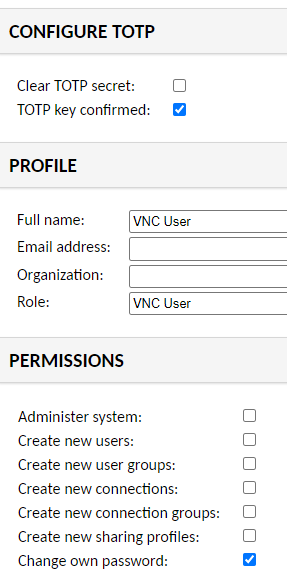 CONFIGURE TOTP
Clear TOTP secret:
TOTP key confirmed:
PROFILE
Full name: VNC User
Email address:
Organization:
Role: VNC User
PERMISSIONS
Administer system:
Create new users:
Create new user groups:
Create new connections:
Create new connection groups:
Create new sharing profiles:
Change own password: